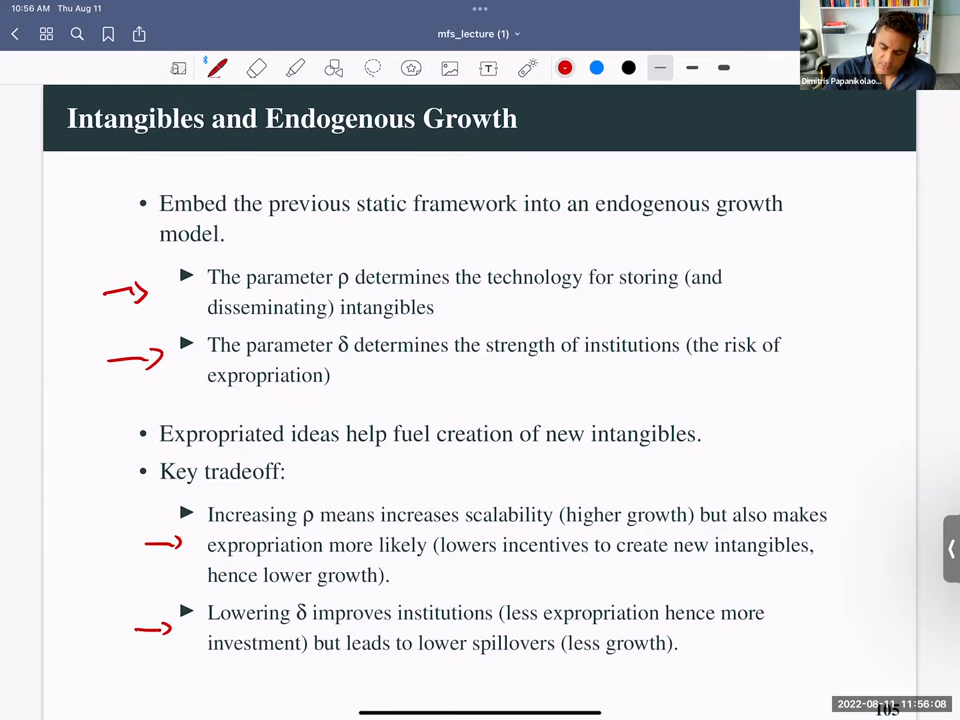 10:56 AM Thu Aug 11
mfs_lecture (1)
Dimitris Papanikolao...
Intangibles and Endogenous Growth
• Embed the previous static framework into an endogenous growth
model.
► The parameter ρ determines the technology for storing (and
disseminating) intangibles
► The parameter δ determines the strength of institutions (the risk of
expropriation)
• Expropriated ideas help fuel creation of new intangibles.
• Key tradeoff:
► Increasing ρ means increases scalability (higher growth) but also makes
expropriation more likely (lowers incentives to create new intangibles,
hence lower growth).
► Lowering δ improves institutions (less expropriation hence more
investment) but leads to lower spillovers (less growth).
2022-08-11 11:56:08
105